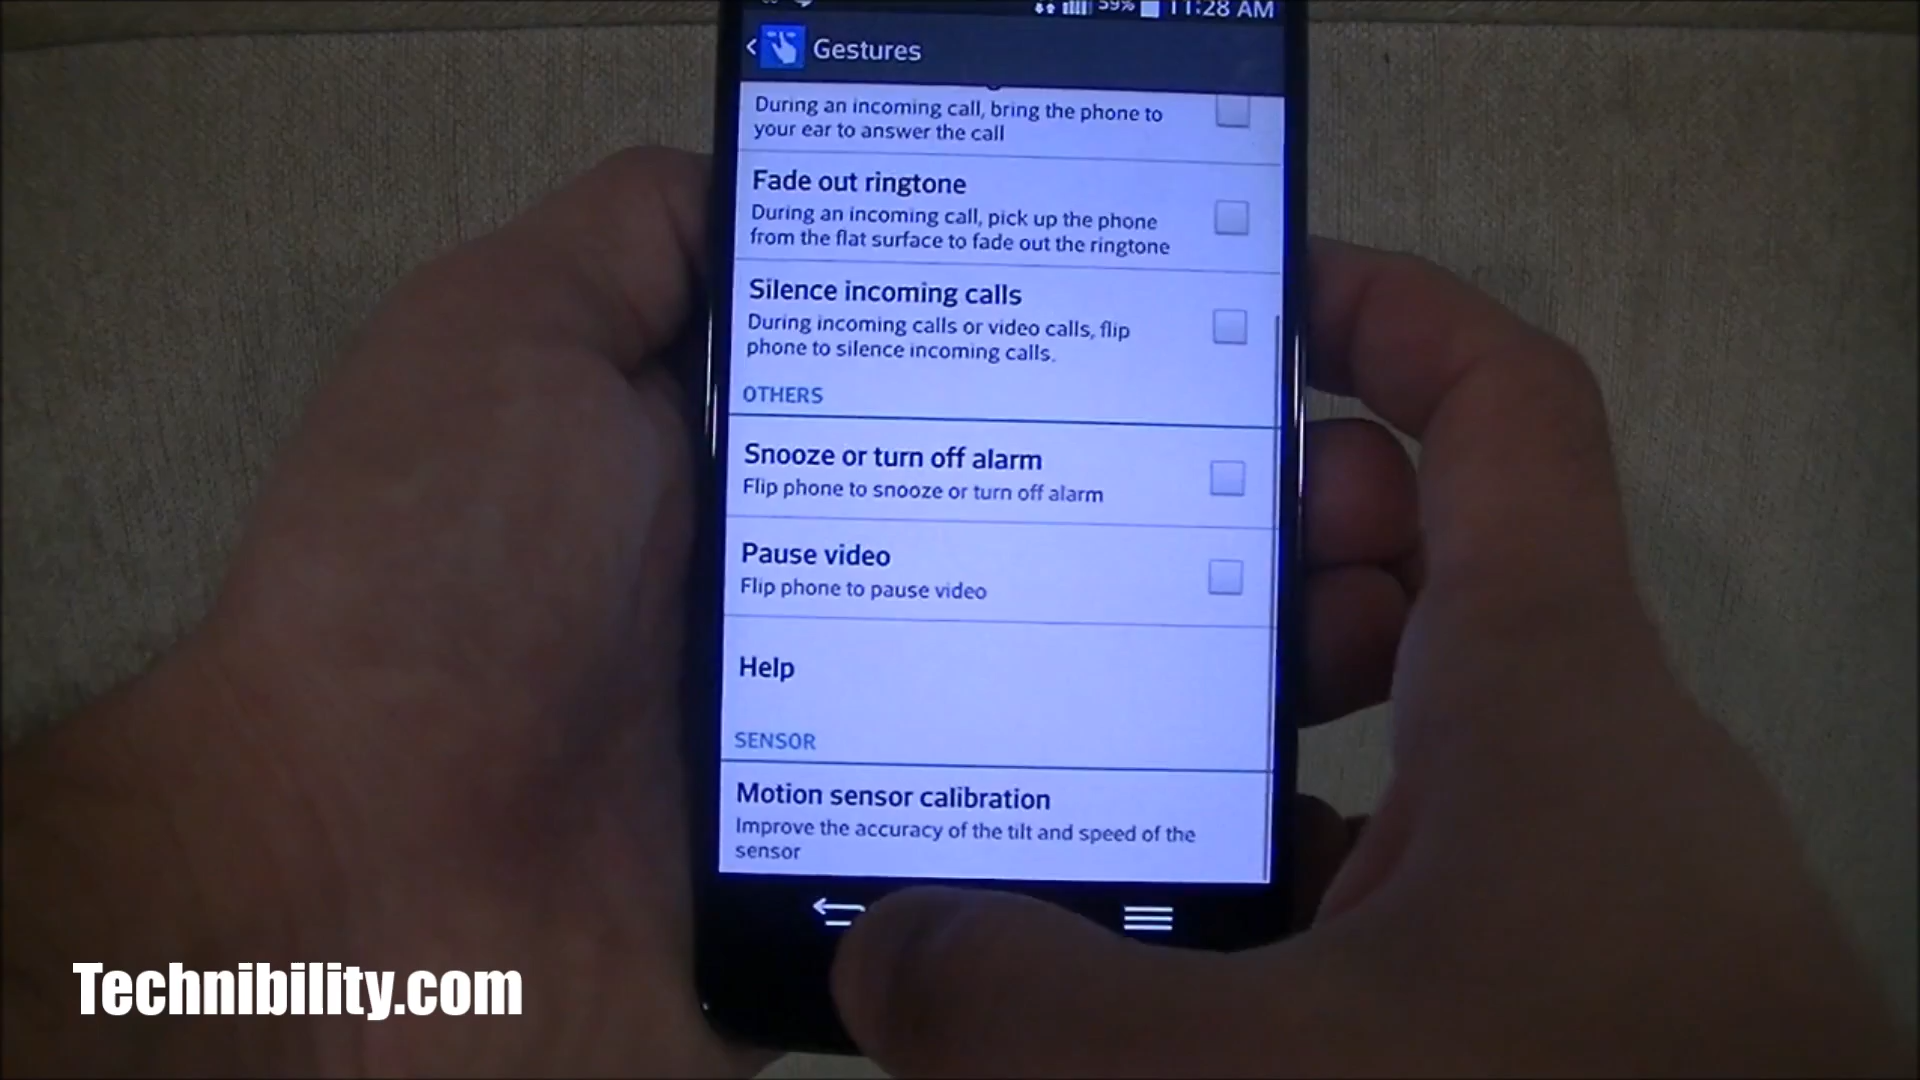 59% 11:28 AM
Gestures
During an incoming call, bring the phone to
your ear to answer the call
Fade out ringtone
During an incoming call, pick up the phone
from the flat surface to fade out the ringtone
Silence incoming calls
During incoming calls or video calls, flip
phone to silence incoming calls.
OTHERS
Snooze or turn off alarm
Flip phone to snooze or turn off alarm
Pause video
Flip phone to pause video
Help
SENSOR
Motion sensor calibration
Improve the accuracy of the tilt and speed of the
sensor
Technibility.com